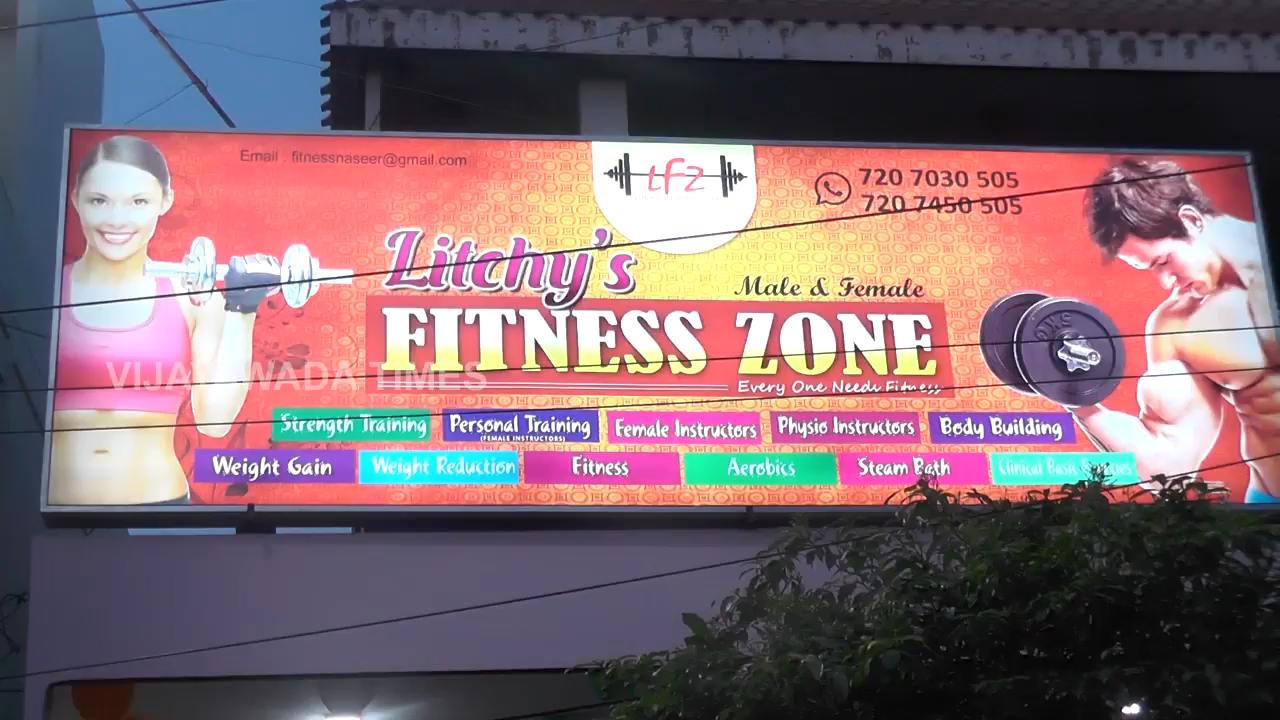 Email . fitnessnaseer@gmail.com
LFZ
720 7030 505
720 7450 505
Litchy's
Male & Female
FITNESS ZONE
Every One Needs Fitness
VIJAYAWADA TIMES
Strength Training
Personal Training
(FEMALE INSTRUCTORS)
Female Instructors
Physio Instructors
Body Building
Weight Gain
Weight Reduction
Fitness
Aerobics
Steam Bath
Clinical Basic
5KG